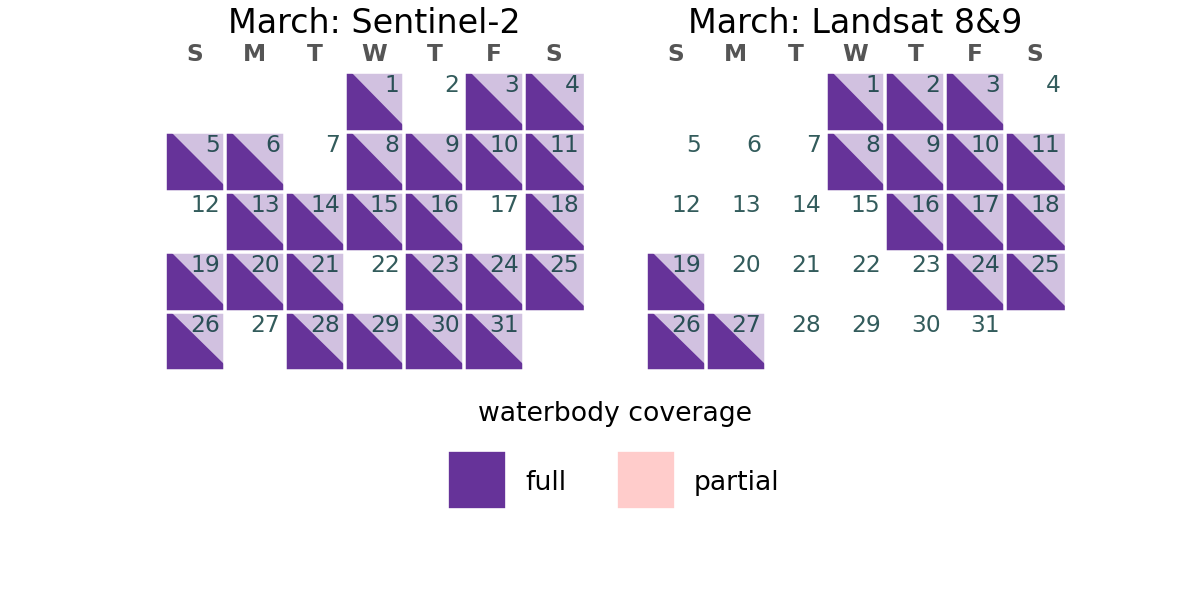 March: Sentinel-2
S M T W T F S
1 2 3 4
5 6 7 8 9 10 11
12 13 14 15 16 17 18
19 20 21 22 23 24 25
26 27 28 29 30 31
March: Landsat 8&9
S M T W T F S
1 2 3 4
5 6 7 8 9 10 11
12 13 14 15 16 17 18
19 20 21 22 23 24 25
26 27 28 29 30 31
waterbody coverage
full
partial